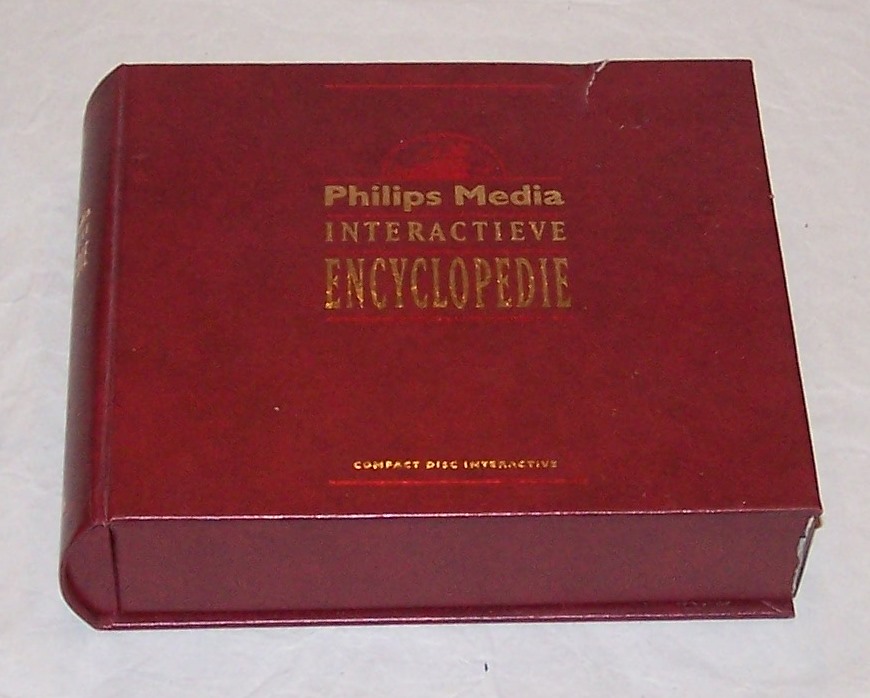 Philips Media
INTERACTIEVE
ENCYCLOPEDIE
COMPACT DISC INTERACTIVE